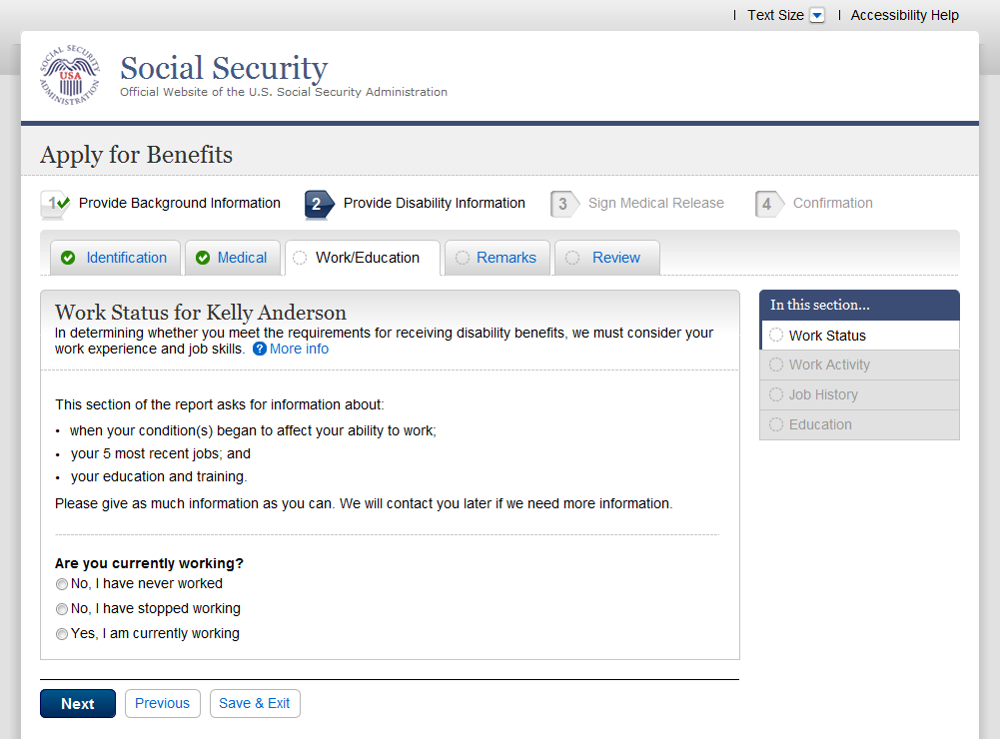 Text Size
Accessibility Help
SOCIAL SECURITY ADMINISTRATION
USA
Social Security
Official Website of the U.S. Social Security Administration
Apply for Benefits
1 Provide Background Information
2 Provide Disability Information
3 Sign Medical Release
4 Confirmation
Identification
Medical
Work/Education
Remarks
Review
Work Status for Kelly Anderson
In determining whether you meet the requirements for receiving disability benefits, we must consider your
work experience and job skills. ? More info
This section of the report asks for information about:
• when your condition(s) began to affect your ability to work;
• your 5 most recent jobs; and
• your education and training.
Please give as much information as you can. We will contact you later if we need more information.
Are you currently working?
No, I have never worked
No, I have stopped working
Yes, I am currently working
In this section...
Work Status
Work Activity
Job History
Education
Next
Previous
Save & Exit